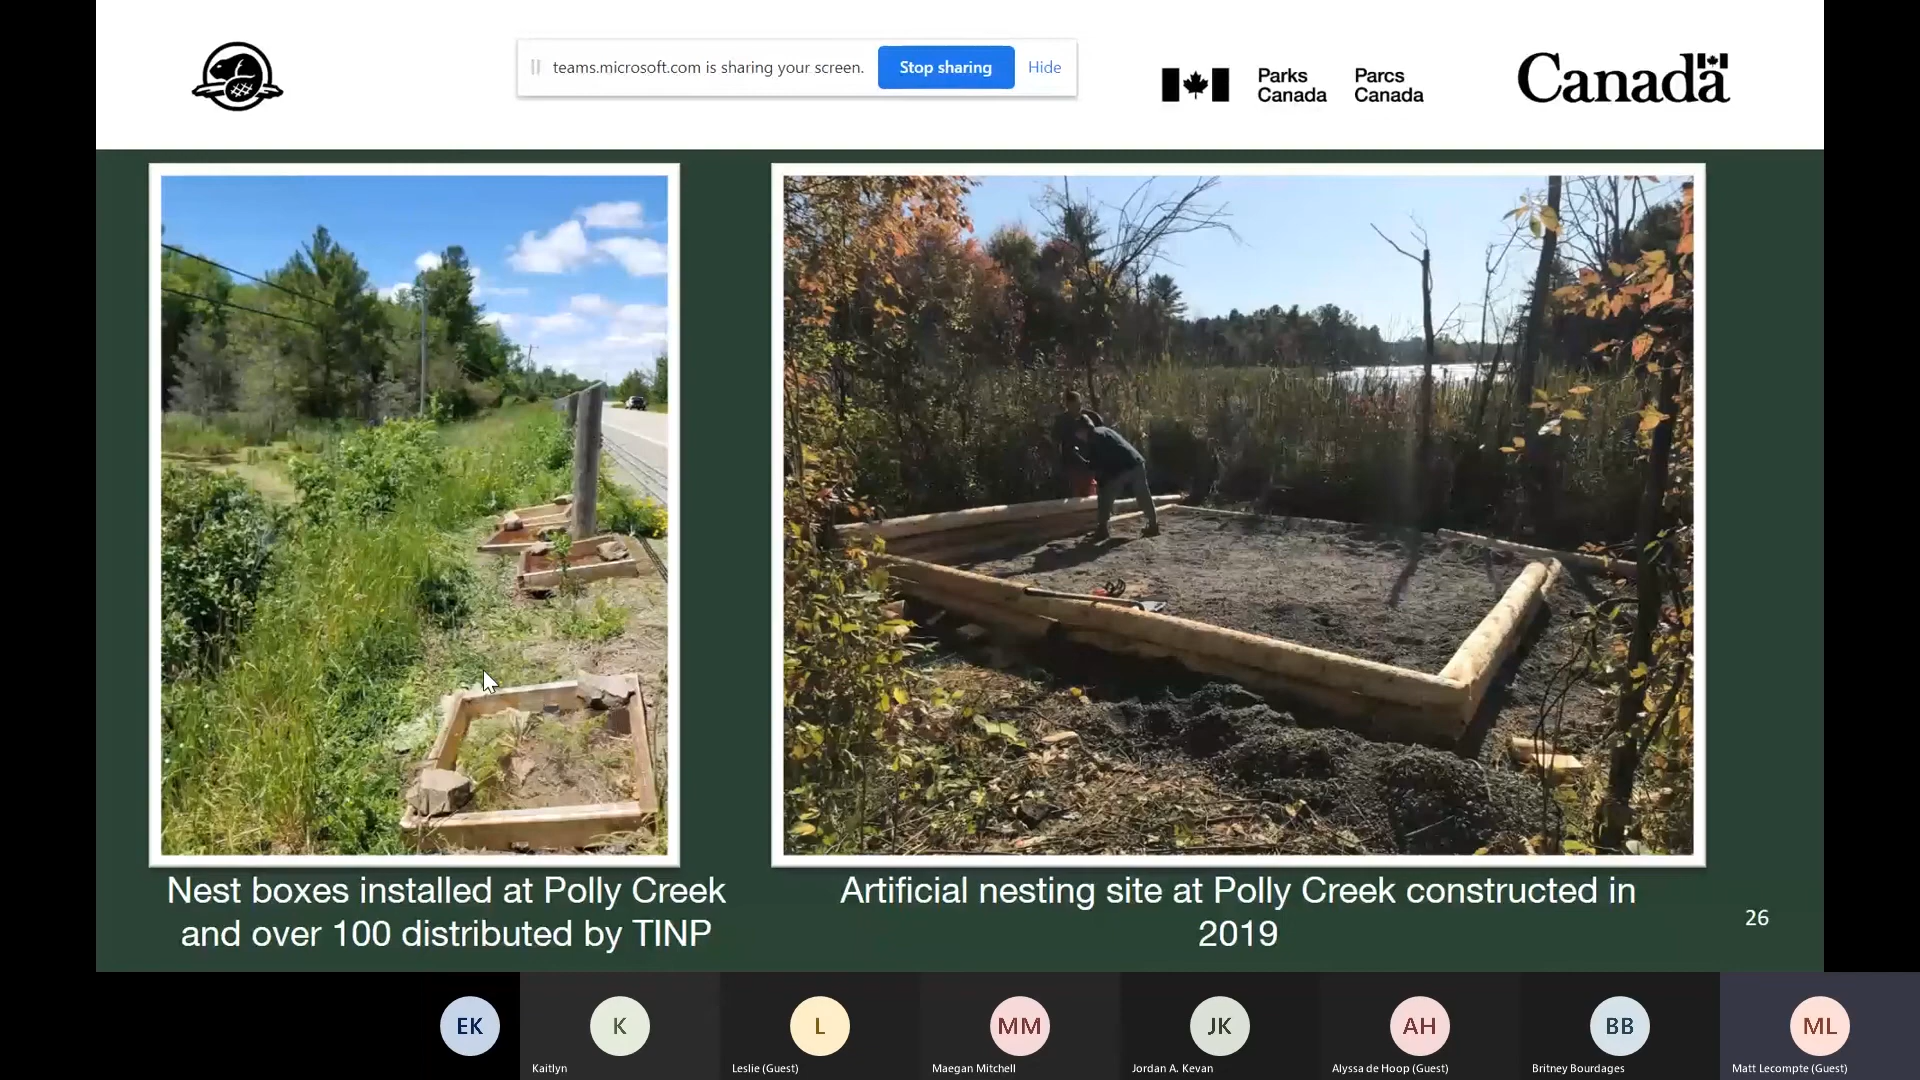 teams.microsoft.com is sharing your screen.
Stop sharing
Hide
Parks
Canada
Parcs
Canada
Canada
Nest boxes installed at Polly Creek
and over 100 distributed by TINP
Artificial nesting site at Polly Creek constructed in
2019
26
EK
K
L
MM
JK
AH
BB
ML
Kaitlyn
Leslie (Guest)
Maegan Mitchell
Jordan A. Kevan
Alyssa de Hoop (Guest)
Britney Bourdages
Matt Lecompte (Guest)